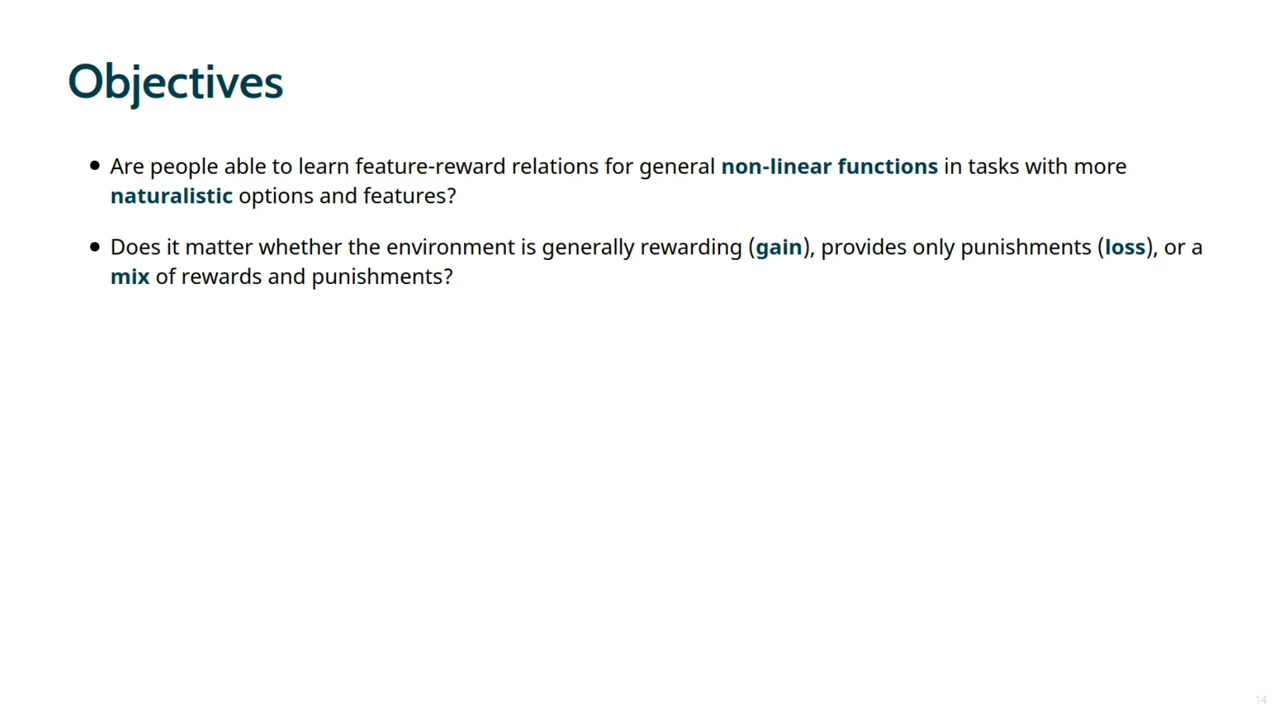 Objectives
• Are people able to learn feature-reward relations for general non-linear functions in tasks with more
naturalistic options and features?
• Does it matter whether the environment is generally rewarding (gain), provides only punishments (loss), or a
mix of rewards and punishments?
14